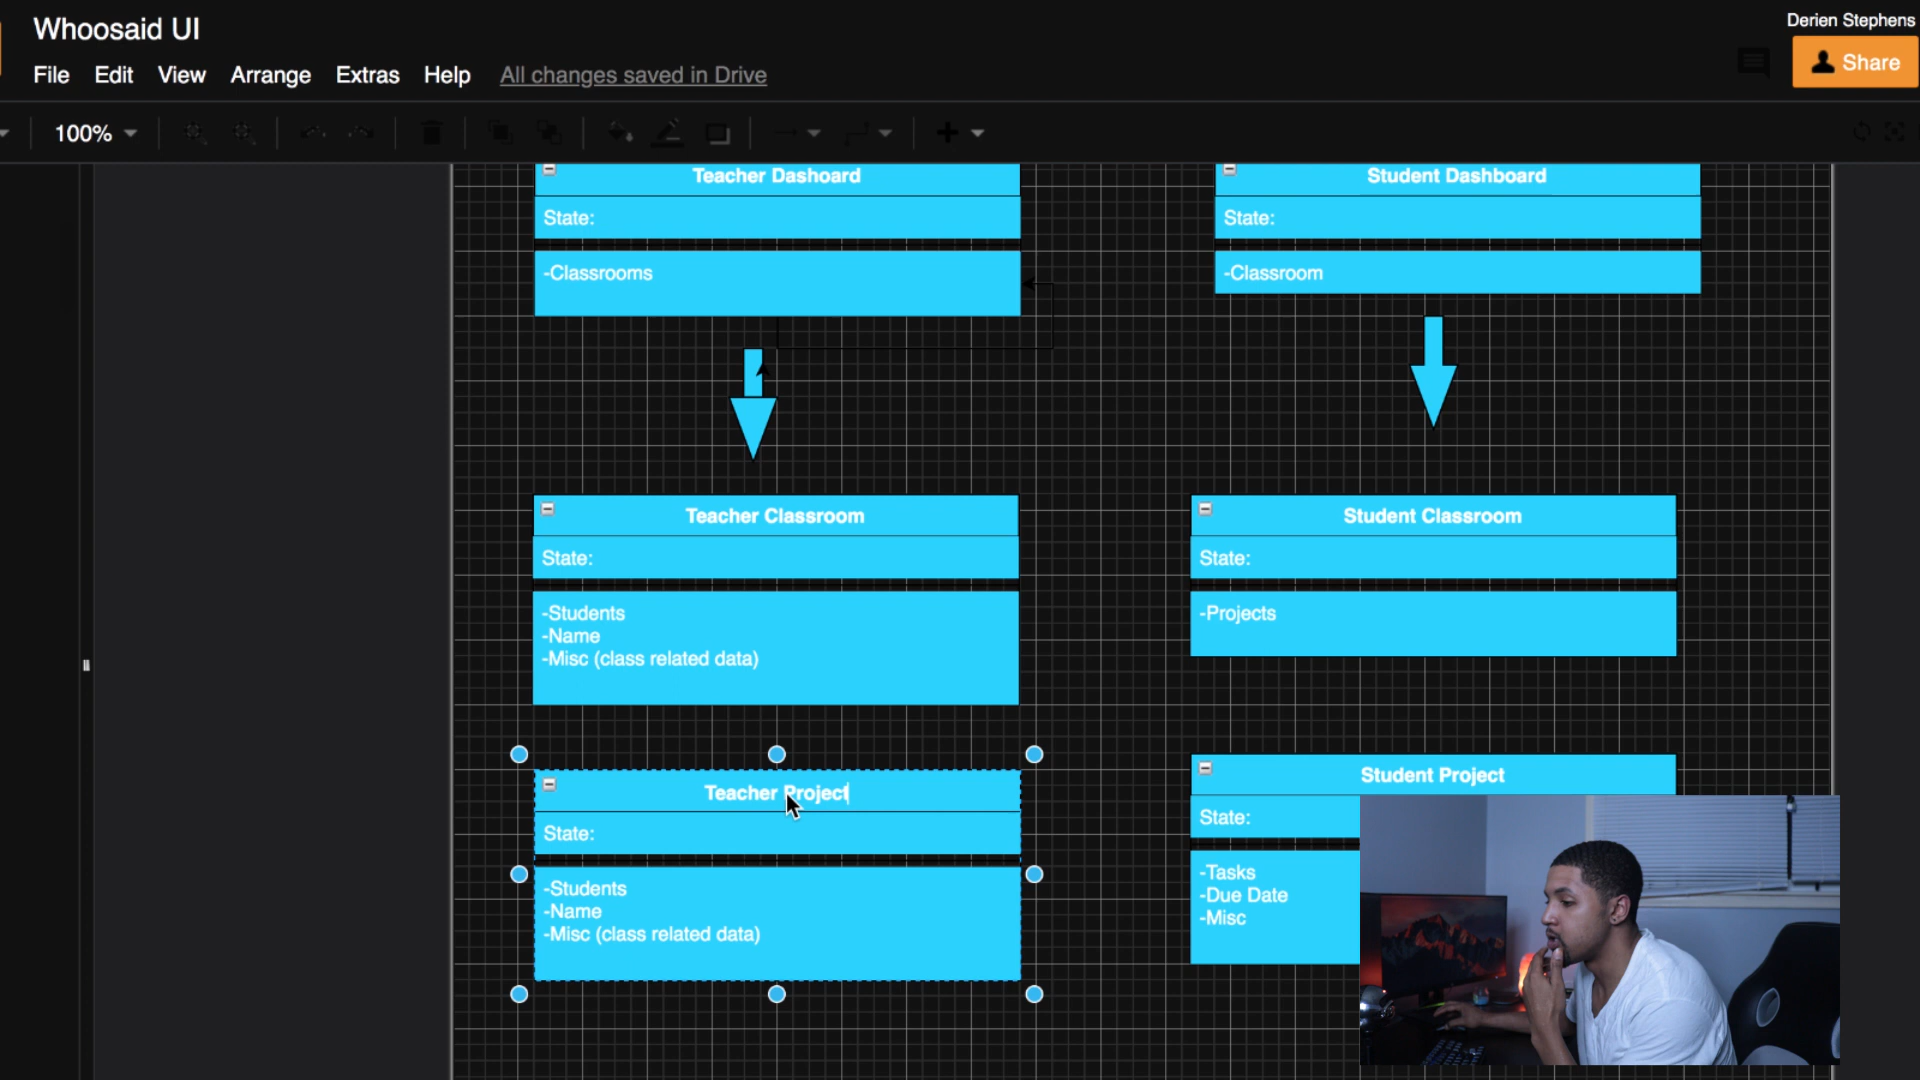 Whoosaid UI
Derien Stephens
File Edit View Arrange Extras Help All changes saved in Drive
Share
100%
Teacher Dashoard
State:
-Classrooms
Student Dashboard
State:
-Classroom
Teacher Classroom
State:
-Students
-Name
-Misc (class related data)
Student Classroom
State:
-Projects
Teacher Project
State:
-Students
-Name
-Misc (class related data)
Student Project
State:
-Tasks
-Due Date
-Misc